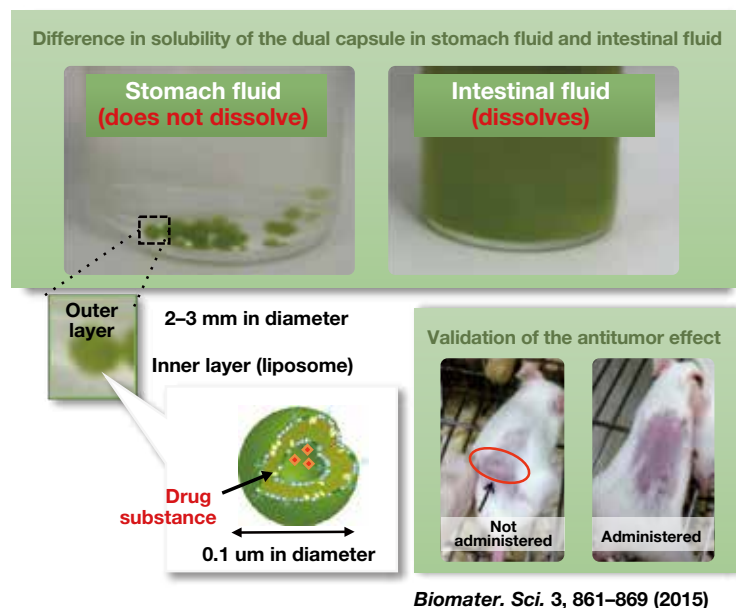 Difference in solubility of the dual capsule in stomach fluid and intestinal fluid
Stomach fluid
(does not dissolve)
Intestinal fluid
(dissolves)
Outer
layer
2–3 mm in diameter
Inner layer (liposome)
Drug
substance
0.1 um in diameter
Validation of the antitumor effect
Not
administered
Administered
Biomater. Sci. 3, 861–869 (2015)